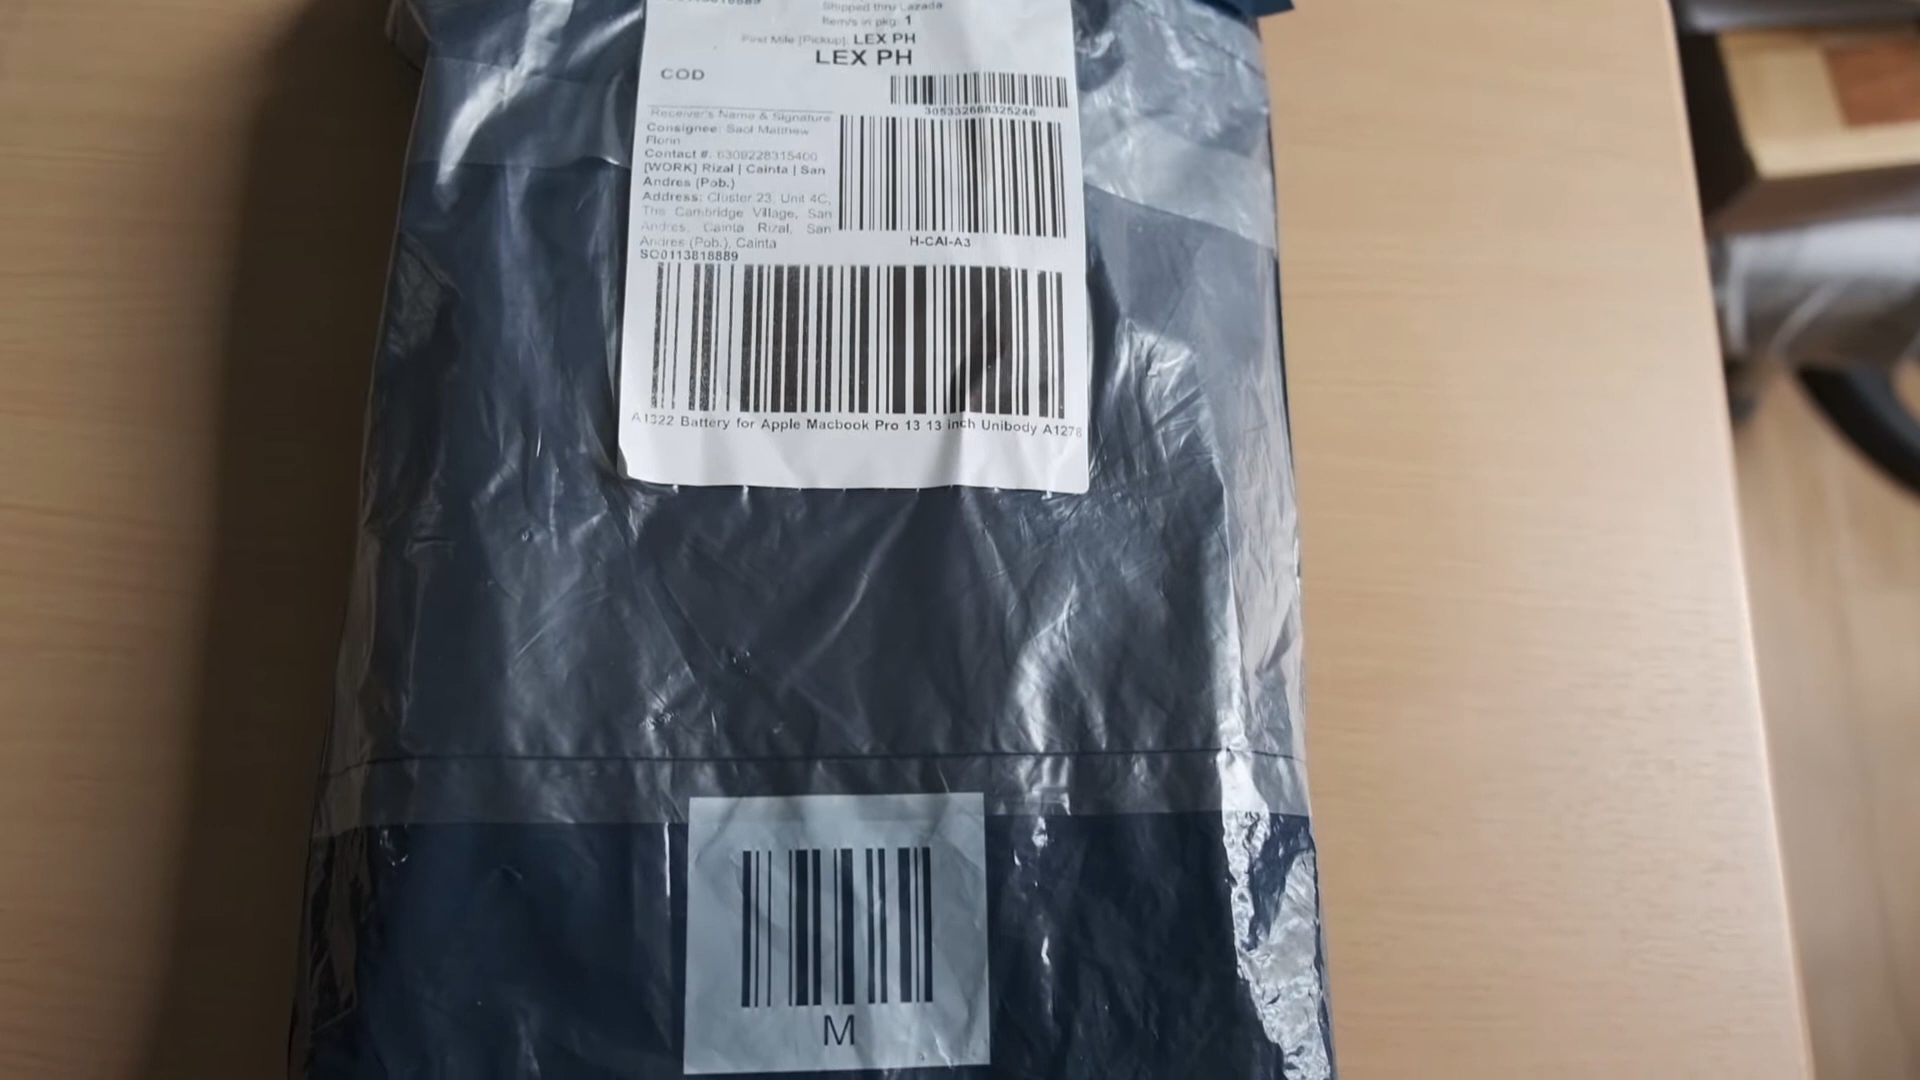 Shipped thru Lazada
Item/s in pkg: 1
First Mile [Pickup]: LEX PH
LEX PH
COD
305332668325246
Receiver's Name & Signature
Consignee: Saol Matthew
Florin
Contact #. 6309228315400
[WORK] Rizal | Cainta | San
Andres (Pob.)
Address: Cluster 23, Unit 4C,
The Cambridge Village, San
Andres, Cainta Rizal, San
Andres (Pob.), Cainta
H-CAI-A3
SC0113818889
A1322 Battery for Apple Macbook Pro 13 13 inch Unibody A1278
M